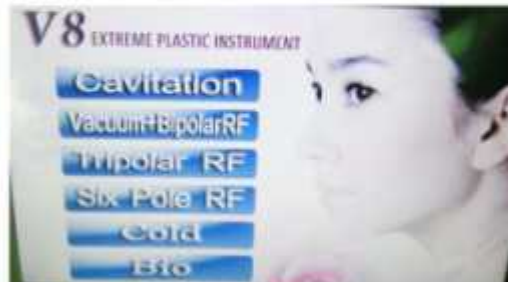 V8 EXTREME PLASTIC INSTRUMENT
Cavitation
Vacuum+BipolarRF
Tripolar RF
Six Pole RF
Cold
Bio